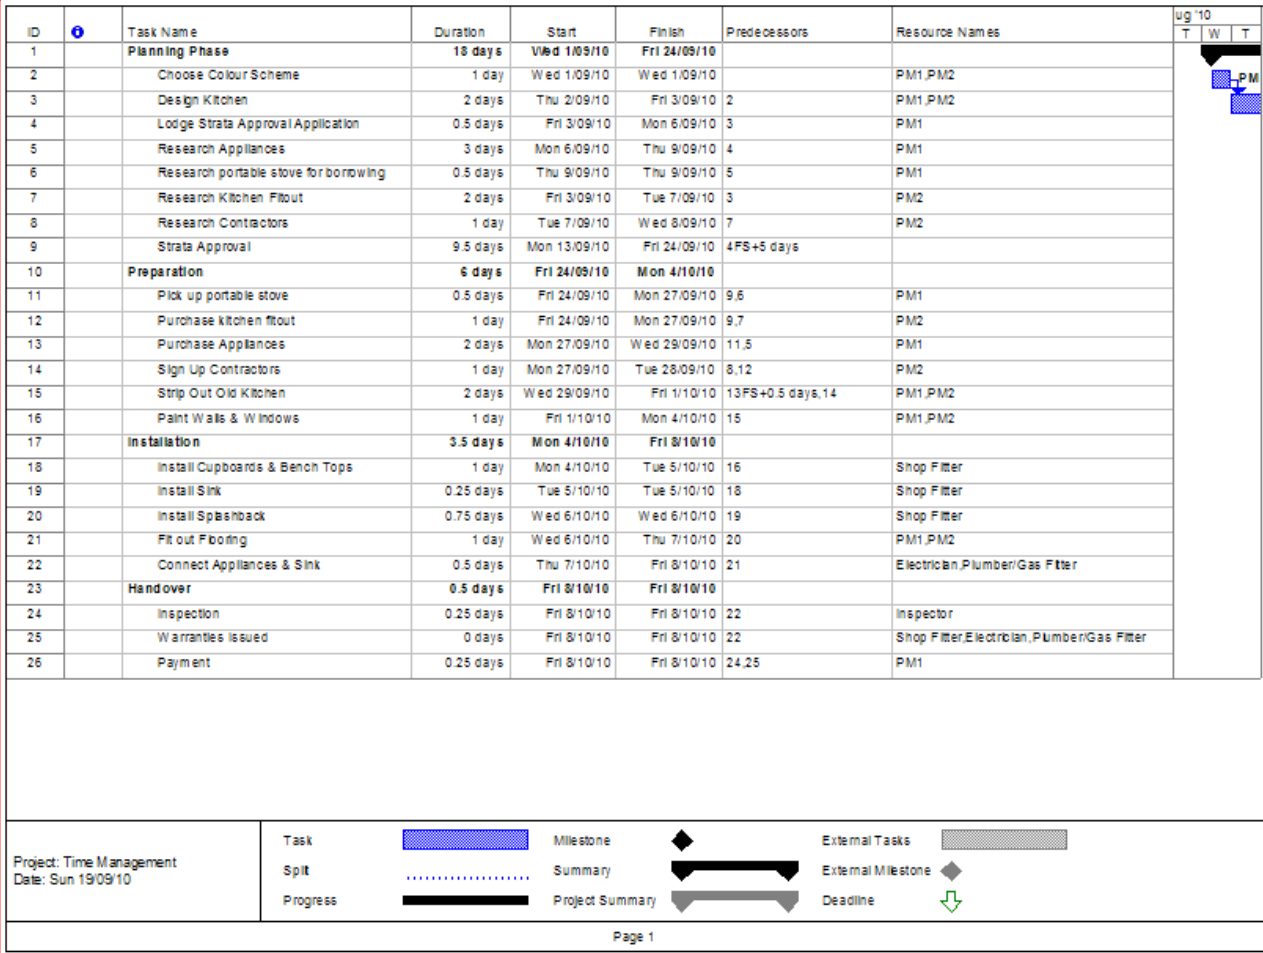 ug '10
ID Task Name Duration Start Finish Predecessors Resource Names T W T
1 Planning Phase 18 days Wed 1/09/10 Fri 24/09/10
2 Choose Colour Scheme 1 day Wed 1/09/10 Wed 1/09/10 PM1,PM2 PM
3 Design Kitchen 2 days Thu 2/09/10 Fri 3/09/10 2 PM1,PM2
4 Lodge Strata Approval Application 0.5 days Fri 3/09/10 Mon 6/09/10 3 PM1
5 Research Appliances 3 days Mon 6/09/10 Thu 9/09/10 4 PM1
6 Research portable stove for borrowing 0.5 days Thu 9/09/10 Thu 9/09/10 5 PM1
7 Research Kitchen Fitout 2 days Fri 3/09/10 Tue 7/09/10 3 PM2
8 Research Contractors 1 day Tue 7/09/10 Wed 8/09/10 7 PM2
9 Strata Approval 9.5 days Mon 13/09/10 Fri 24/09/10 4FS+5 days
10 Preparation 6 days Fri 24/09/10 Mon 4/10/10
11 Pick up portable stove 0.5 days Fri 24/09/10 Mon 27/09/10 9,6 PM1
12 Purchase kitchen fitout 1 day Fri 24/09/10 Mon 27/09/10 9,7 PM2
13 Purchase Appliances 2 days Mon 27/09/10 Wed 29/09/10 11,5 PM1
14 Sign Up Contractors 1 day Mon 27/09/10 Tue 28/09/10 8,12 PM2
15 Strip Out Old Kitchen 2 days Wed 29/09/10 Fri 1/10/10 13FS+0.5 days,14 PM1,PM2
16 Paint Walls & Windows 1 day Fri 1/10/10 Mon 4/10/10 15 PM1,PM2
17 Installation 3.5 days Mon 4/10/10 Fri 8/10/10
18 Install Cupboards & Bench Tops 1 day Mon 4/10/10 Tue 5/10/10 16 Shop Fitter
19 Install Sink 0.25 days Tue 5/10/10 Tue 5/10/10 18 Shop Fitter
20 Install Splashback 0.75 days Wed 6/10/10 Wed 6/10/10 19 Shop Fitter
21 Fit out Flooring 1 day Wed 6/10/10 Thu 7/10/10 20 PM1,PM2
22 Connect Appliances & Sink 0.5 days Thu 7/10/10 Fri 8/10/10 21 Electrician,Plumber/Gas Fitter
23 Handover 0.5 days Fri 8/10/10 Fri 8/10/10
24 Inspection 0.25 days Fri 8/10/10 Fri 8/10/10 22 Inspector
25 Warranties Issued 0 days Fri 8/10/10 Fri 8/10/10 22 Shop Fitter,Electrician,Plumber/Gas Fitter
26 Payment 0.25 days Fri 8/10/10 Fri 8/10/10 24,25 PM1
Project: Time Management
Date: Sun 19/09/10
Task Milestone External Tasks
Split Summary External Milestone
Progress Project Summary Deadline
Page 1